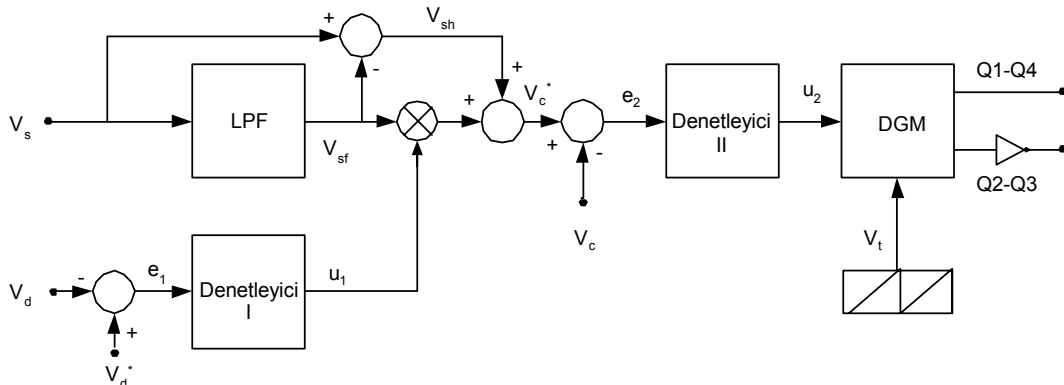 V_sh
+
-
+
Q1-Q4
V_s
LPF
+
V_c*
e_2
Denetleyici
II
u_2
DGM
V_sf
+
-
Q2-Q3
V_c
V_t
V_d
-
e_1
Denetleyici
I
u_1
+
V_d*